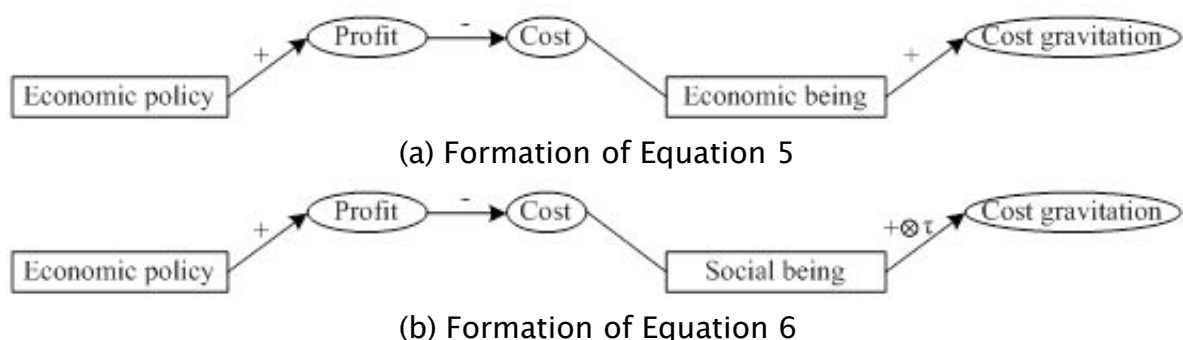 Profit - Cost Cost gravitation
+ +
Economic policy Economic being
(a) Formation of Equation 5
Profit - Cost Cost gravitation
+ +⊗τ
Economic policy Social being
(b) Formation of Equation 6